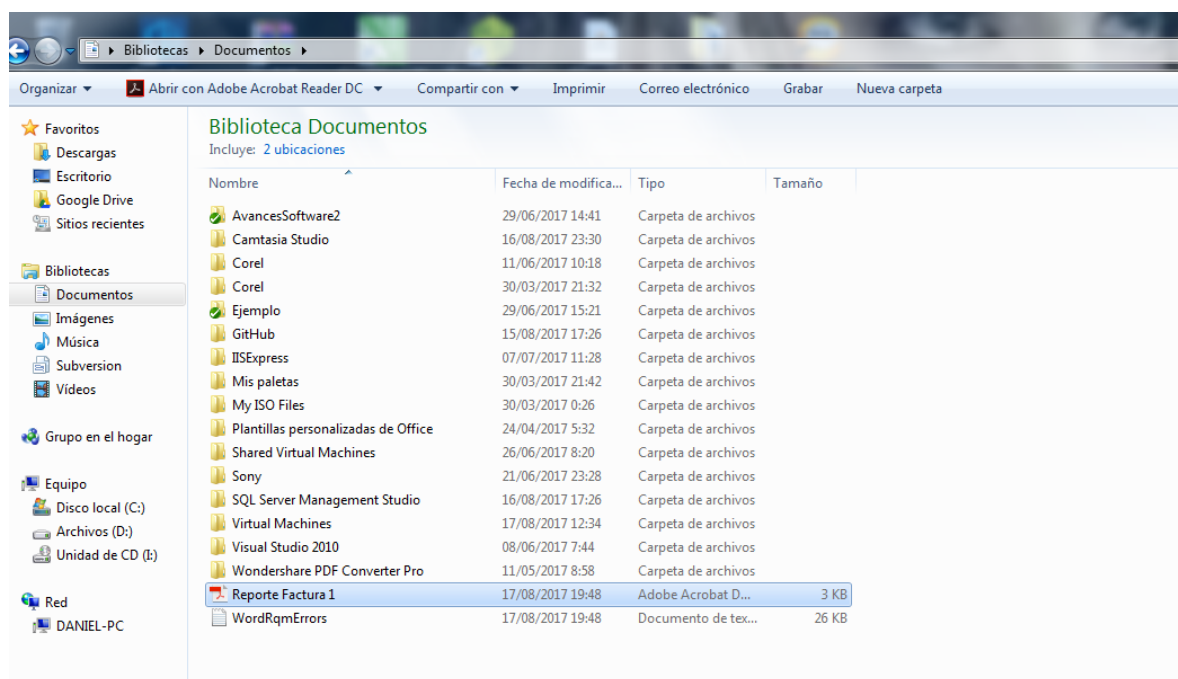 Bibliotecas Documentos
Organizar Abrir con Adobe Acrobat Reader DC Compartir con Imprimir Correo electrónico Grabar Nueva carpeta
Favoritos
Descargas
Escritorio
Google Drive
Sitios recientes
Bibliotecas
Documentos
Imágenes
Música
Subversion
Vídeos
Grupo en el hogar
Equipo
Disco local (C:)
Archivos (D:)
Unidad de CD (I:)
Red
DANIEL-PC
Biblioteca Documentos
Incluye: 2 ubicaciones
Nombre Fecha de modifica... Tipo Tamaño
AvancesSoftware2 29/06/2017 14:41 Carpeta de archivos
Camtasia Studio 16/08/2017 23:30 Carpeta de archivos
Corel 11/06/2017 10:18 Carpeta de archivos
Corel 30/03/2017 21:32 Carpeta de archivos
Ejemplo 29/06/2017 15:21 Carpeta de archivos
GitHub 15/08/2017 17:26 Carpeta de archivos
IISExpress 07/07/2017 11:28 Carpeta de archivos
Mis paletas 30/03/2017 21:42 Carpeta de archivos
My ISO Files 30/03/2017 0:26 Carpeta de archivos
Plantillas personalizadas de Office 24/04/2017 5:32 Carpeta de archivos
Shared Virtual Machines 26/06/2017 8:20 Carpeta de archivos
Sony 21/06/2017 23:28 Carpeta de archivos
SQL Server Management Studio 16/08/2017 17:26 Carpeta de archivos
Virtual Machines 17/08/2017 12:34 Carpeta de archivos
Visual Studio 2010 08/06/2017 7:44 Carpeta de archivos
Wondershare PDF Converter Pro 11/05/2017 8:58 Carpeta de archivos
Reporte Factura 1 17/08/2017 19:48 Adobe Acrobat D... 3 KB
WordRqmErrors 17/08/2017 19:48 Documento de tex... 26 KB